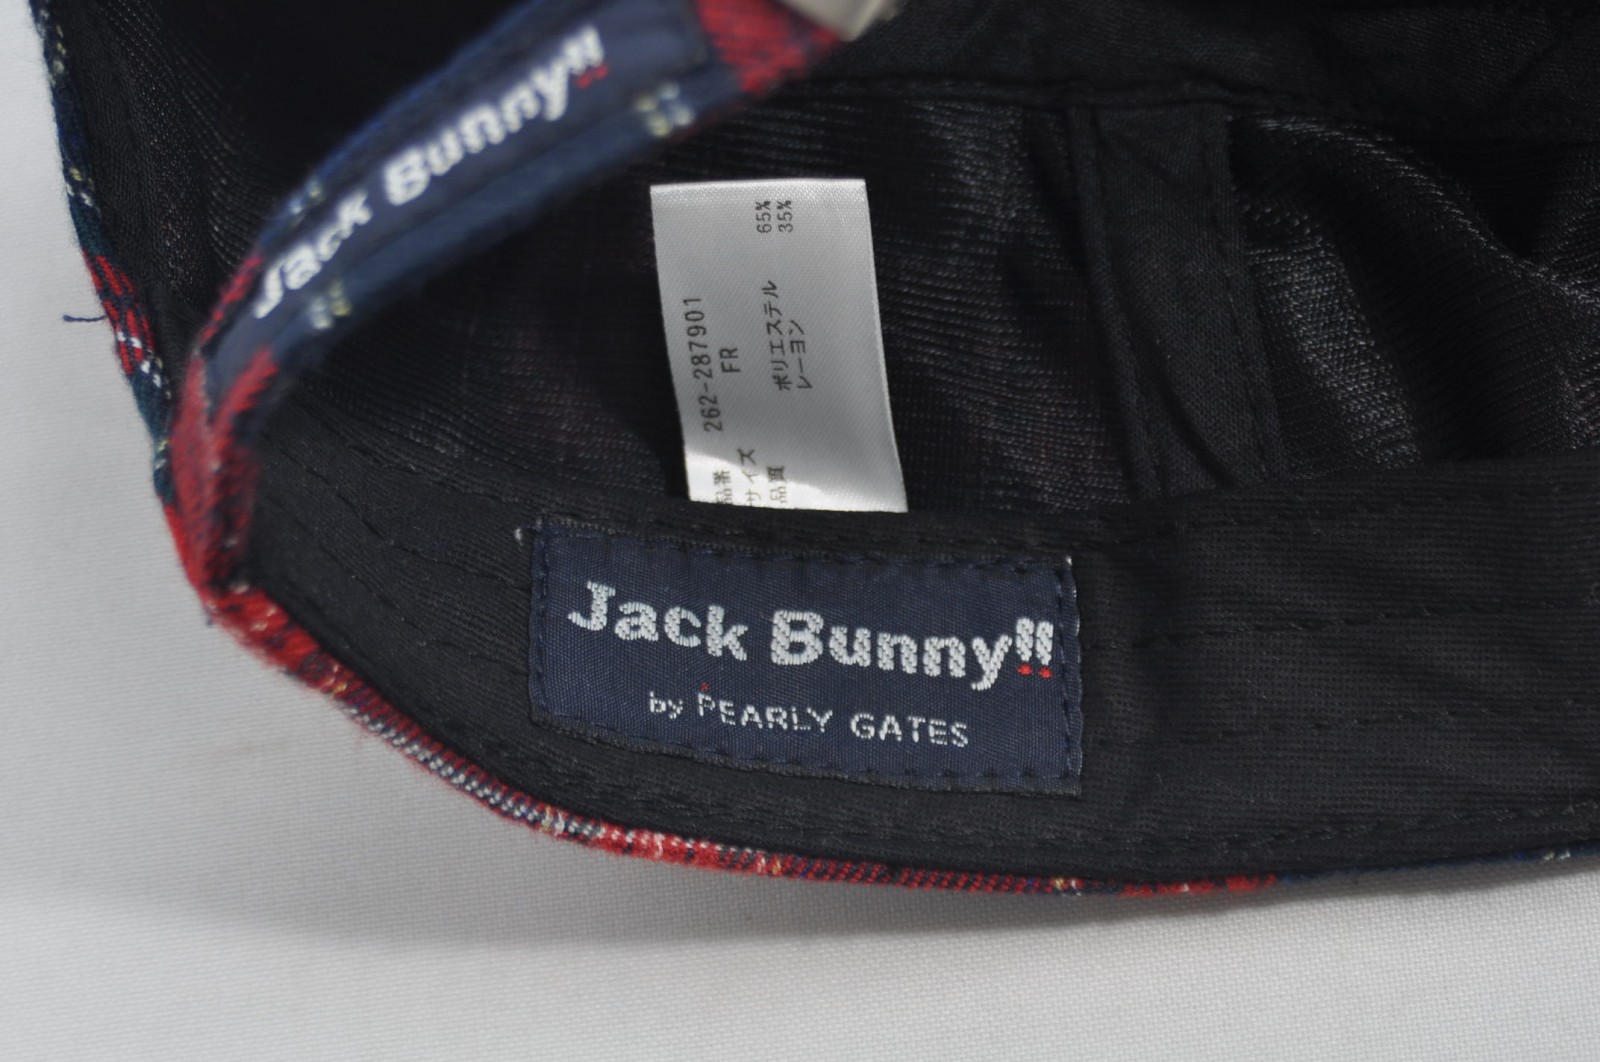 Jack Bunny!!
品番 262-287901
サイズ FR
品質 ポリエステル 65%
レーヨン 35%
Jack Bunny!!
by PEARLY GATES